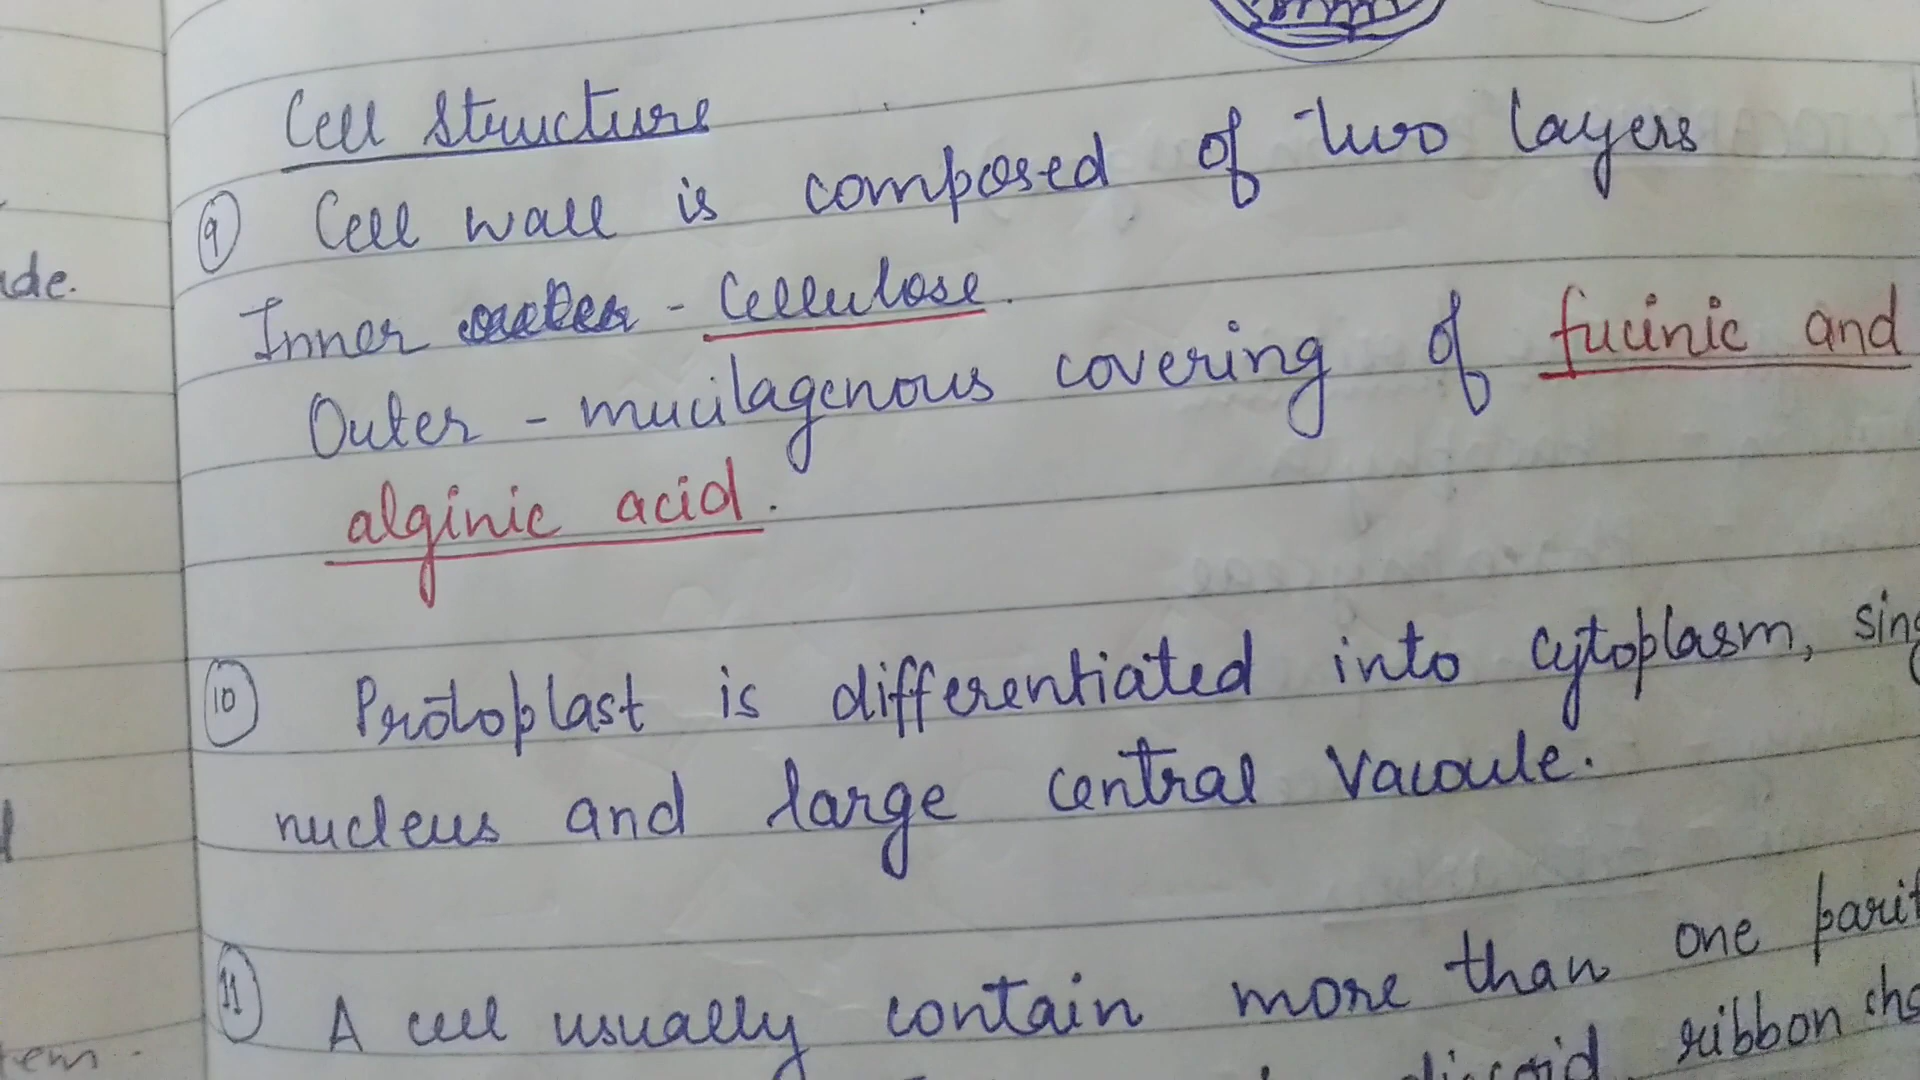 Cell Structure
9 Cell wall is composed of two layers
Inner - Cellulose.
Outer - mucilagenous covering of fucinic and
alginic acid.
10 Protoplast is differentiated into cytoplasm,
nucleus and large central Vacoule.
11 A cell usually contain more than one
discoid, ribbon